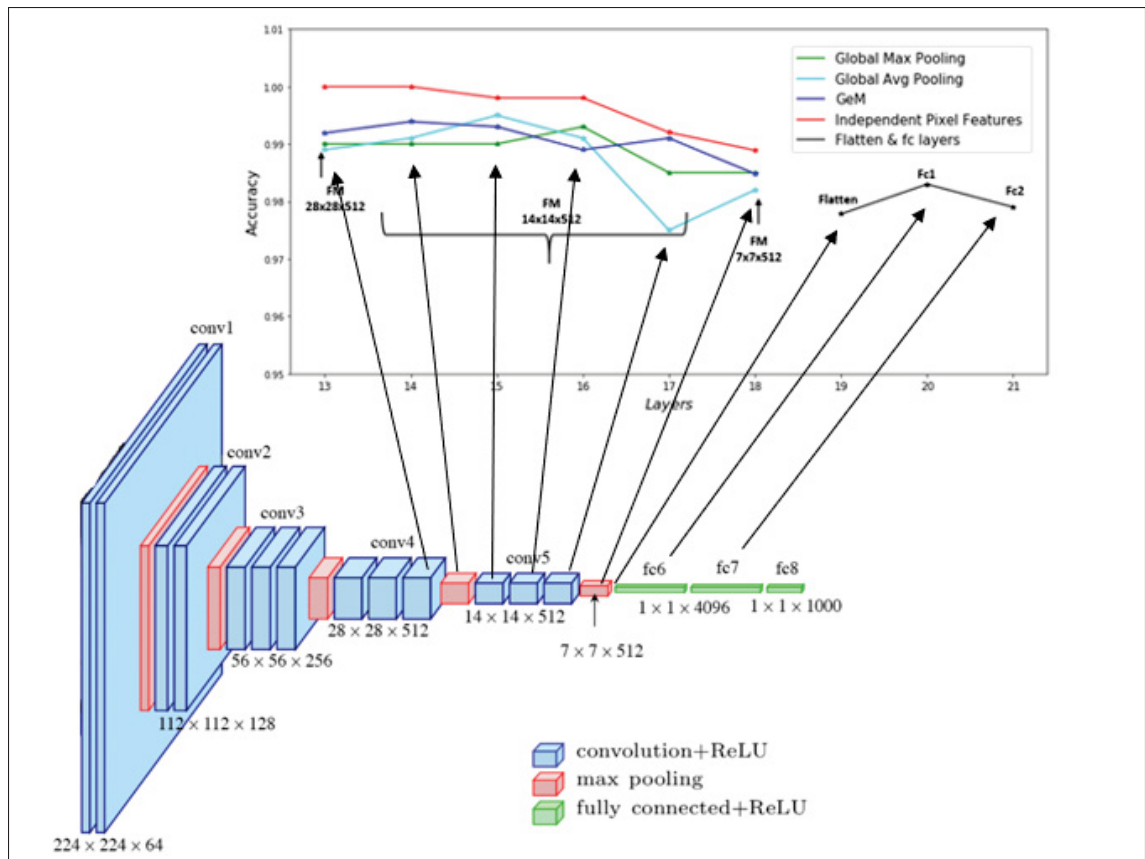 1.01
1.00
0.99
0.98
0.97
0.96
0.95
Accuracy
Global Max Pooling
Global Avg Pooling
GeM
Independent Pixel Features
Flatten & fc layers
FM
28x28x512
FM
14x14x512
FM
7x7x512
Flatten
Fc1
Fc2
13
14
15
16
17
18
19
20
21
Layers
conv1
conv2
conv3
conv4
conv5
fc6
fc7
fc8
224 × 224 × 64
112 × 112 × 128
56 × 56 × 256
28 × 28 × 512
14 × 14 × 512
7 × 7 × 512
1 × 1 × 4096
1 × 1 × 1000
convolution+ReLU
max pooling
fully connected+ReLU